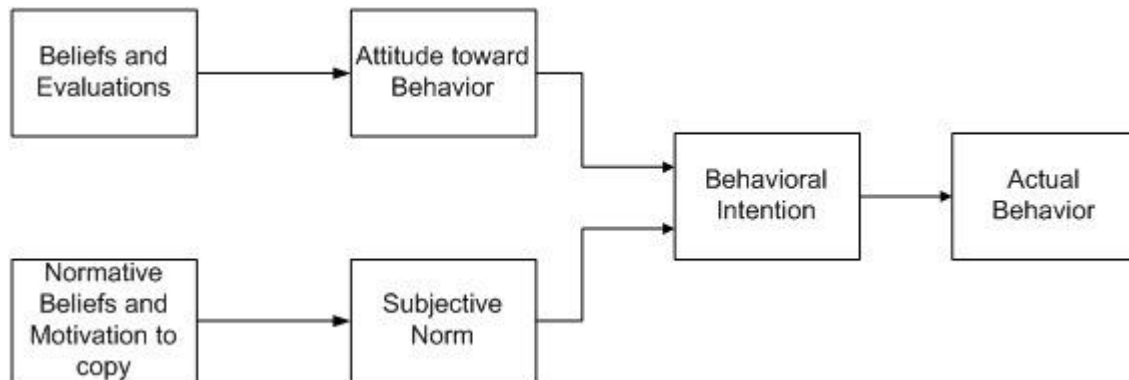 Beliefs and
Evaluations
Attitude toward
Behavior
Behavioral
Intention
Actual
Behavior
Normative
Beliefs and
Motivation to
copy
Subjective
Norm